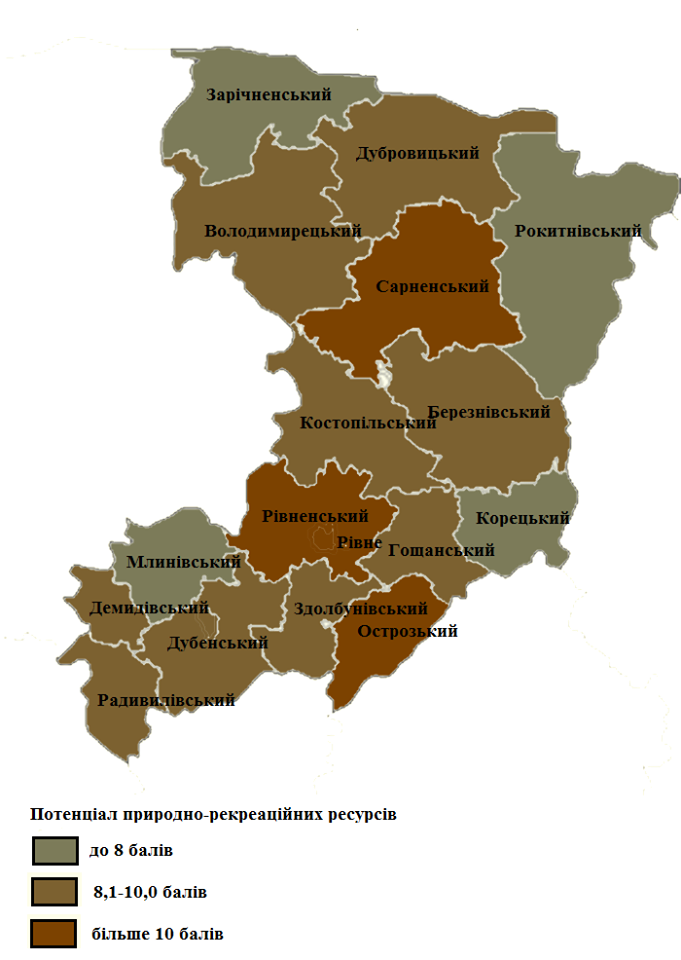 Зарічненський
Дубровицький
Володимирецький
Рокитнівський
Сарненський
Березнівський
Костопільський
Рівненський
Корецький
Рівне
Гощанський
Млинівський
Демидівський
Здолбунівський
Острозький
Дубенський
Радивилівський
Потенціал природно-рекреаційних ресурсів
до 8 балів
8,1-10,0 балів
більше 10 балів